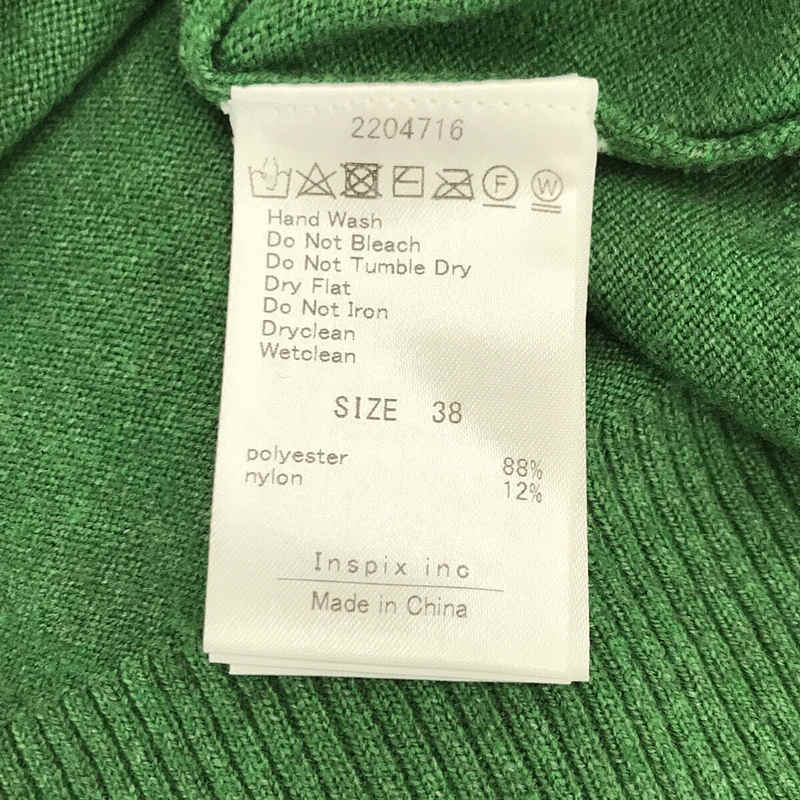 2204716
F W
Hand Wash
Do Not Bleach
Do Not Tumble Dry
Dry Flat
Do Not Iron
Dryclean
Wetclean
SIZE 38
polyester 88%
nylon 12%
Inspix inc
Made in China